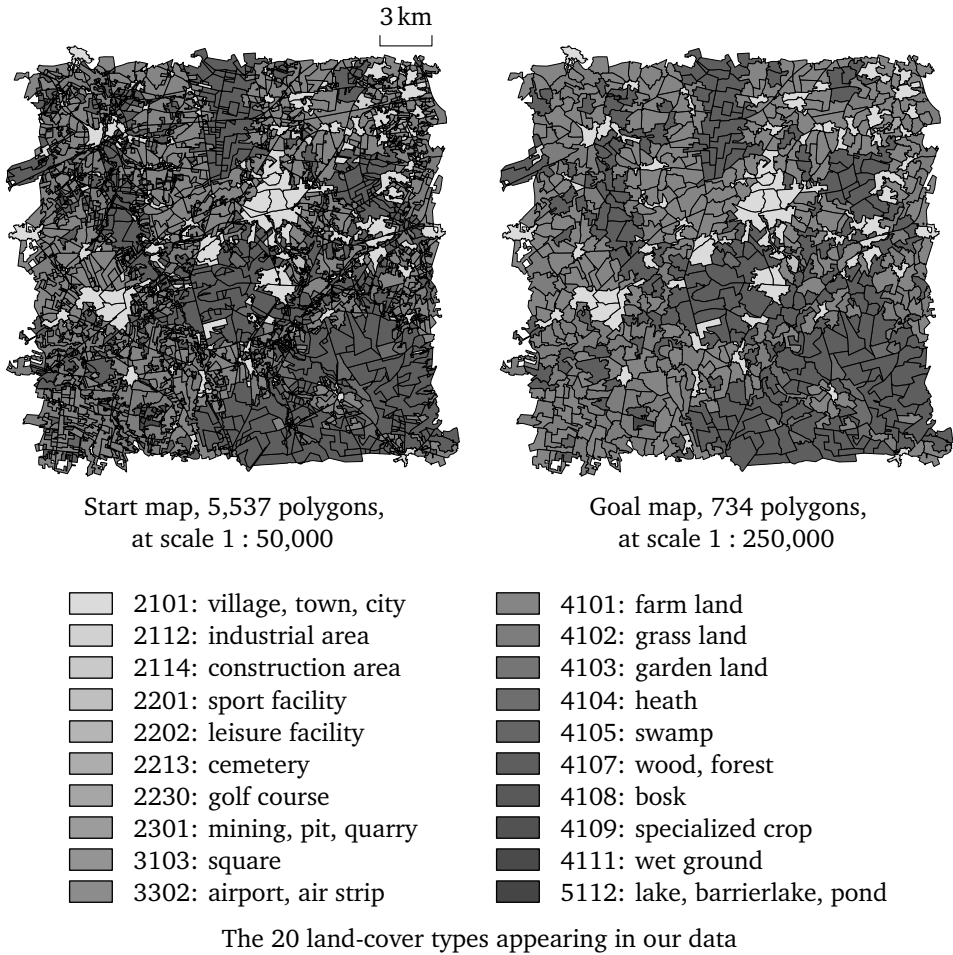 3 km
Start map, 5,537 polygons,
at scale 1 : 50,000
Goal map, 734 polygons,
at scale 1 : 250,000
2101: village, town, city
2112: industrial area
2114: construction area
2201: sport facility
2202: leisure facility
2213: cemetery
2230: golf course
2301: mining, pit, quarry
3103: square
3302: airport, air strip
4101: farm land
4102: grass land
4103: garden land
4104: heath
4105: swamp
4107: wood, forest
4108: bosk
4109: specialized crop
4111: wet ground
5112: lake, barrierlake, pond
The 20 land-cover types appearing in our data